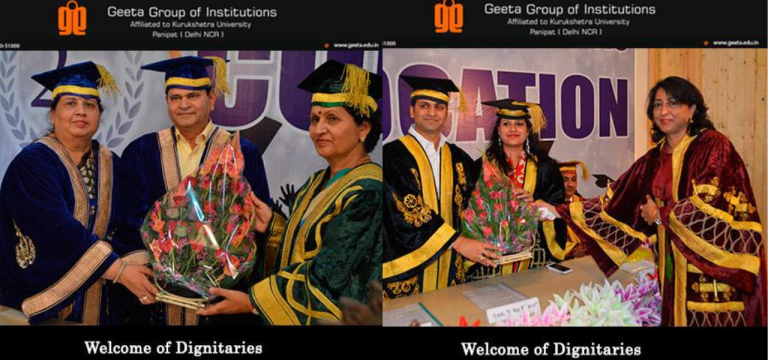 Geeta Group of Institutions
Affiliated to Kurukshetra University
Panipat ( Delhi NCR )
0-51000
www.geeta.edu.in
Welcome of Dignitaries
Geeta Group of Institutions
Affiliated to Kurukshetra University
Panipat ( Delhi NCR )
1000
www.geeta.edu.in
OCATION
Welcome of Dignitaries